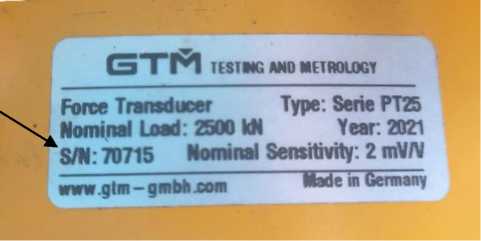 GTM TESTING AND METROLOGY
Force Transducer Type: Serie PT25
Nominal Load: 2500 kN Year: 2021
S/N: 70715 Nominal Sensitivity: 2 mV/V
www.gtm-gmbh.com Made in Germany